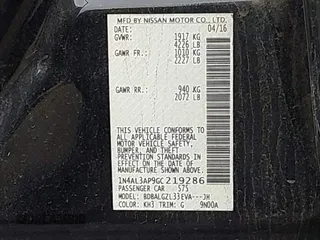 MFD BY NISSAN MOTOR CO., LTD.
DATE: 04/16
GVWR: 1917 KG
4226 LB
GAWR FR: 1010 KG
2227 LB
GAWR RR: 940 KG
2072 LB
THIS VEHICLE CONFORMS TO ALL APPLICABLE
FEDERAL MOTOR VEHICLE SAFETY,
BUMPER, AND THEFT
PREVENTION STANDARDS IN EFFECT ON THE
DATE OF MANUFACTURE SHOWN ABOVE.
1N4AL3AP9GC219286
PASSENGER CAR 575
MODEL: BDBALGZL33EVA---JH
COLOR: KH3 TRIM: G 9N00A